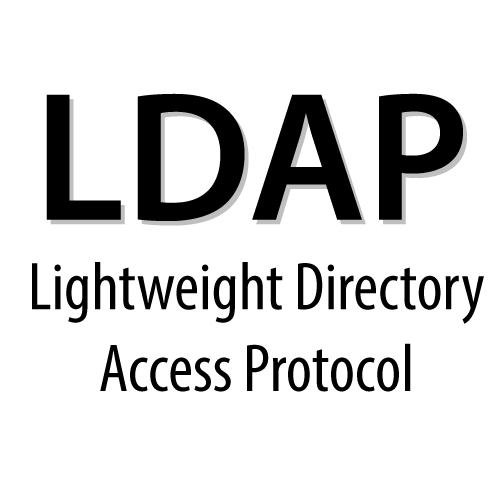 LDAP
Lightweight Directory
Access Protocol